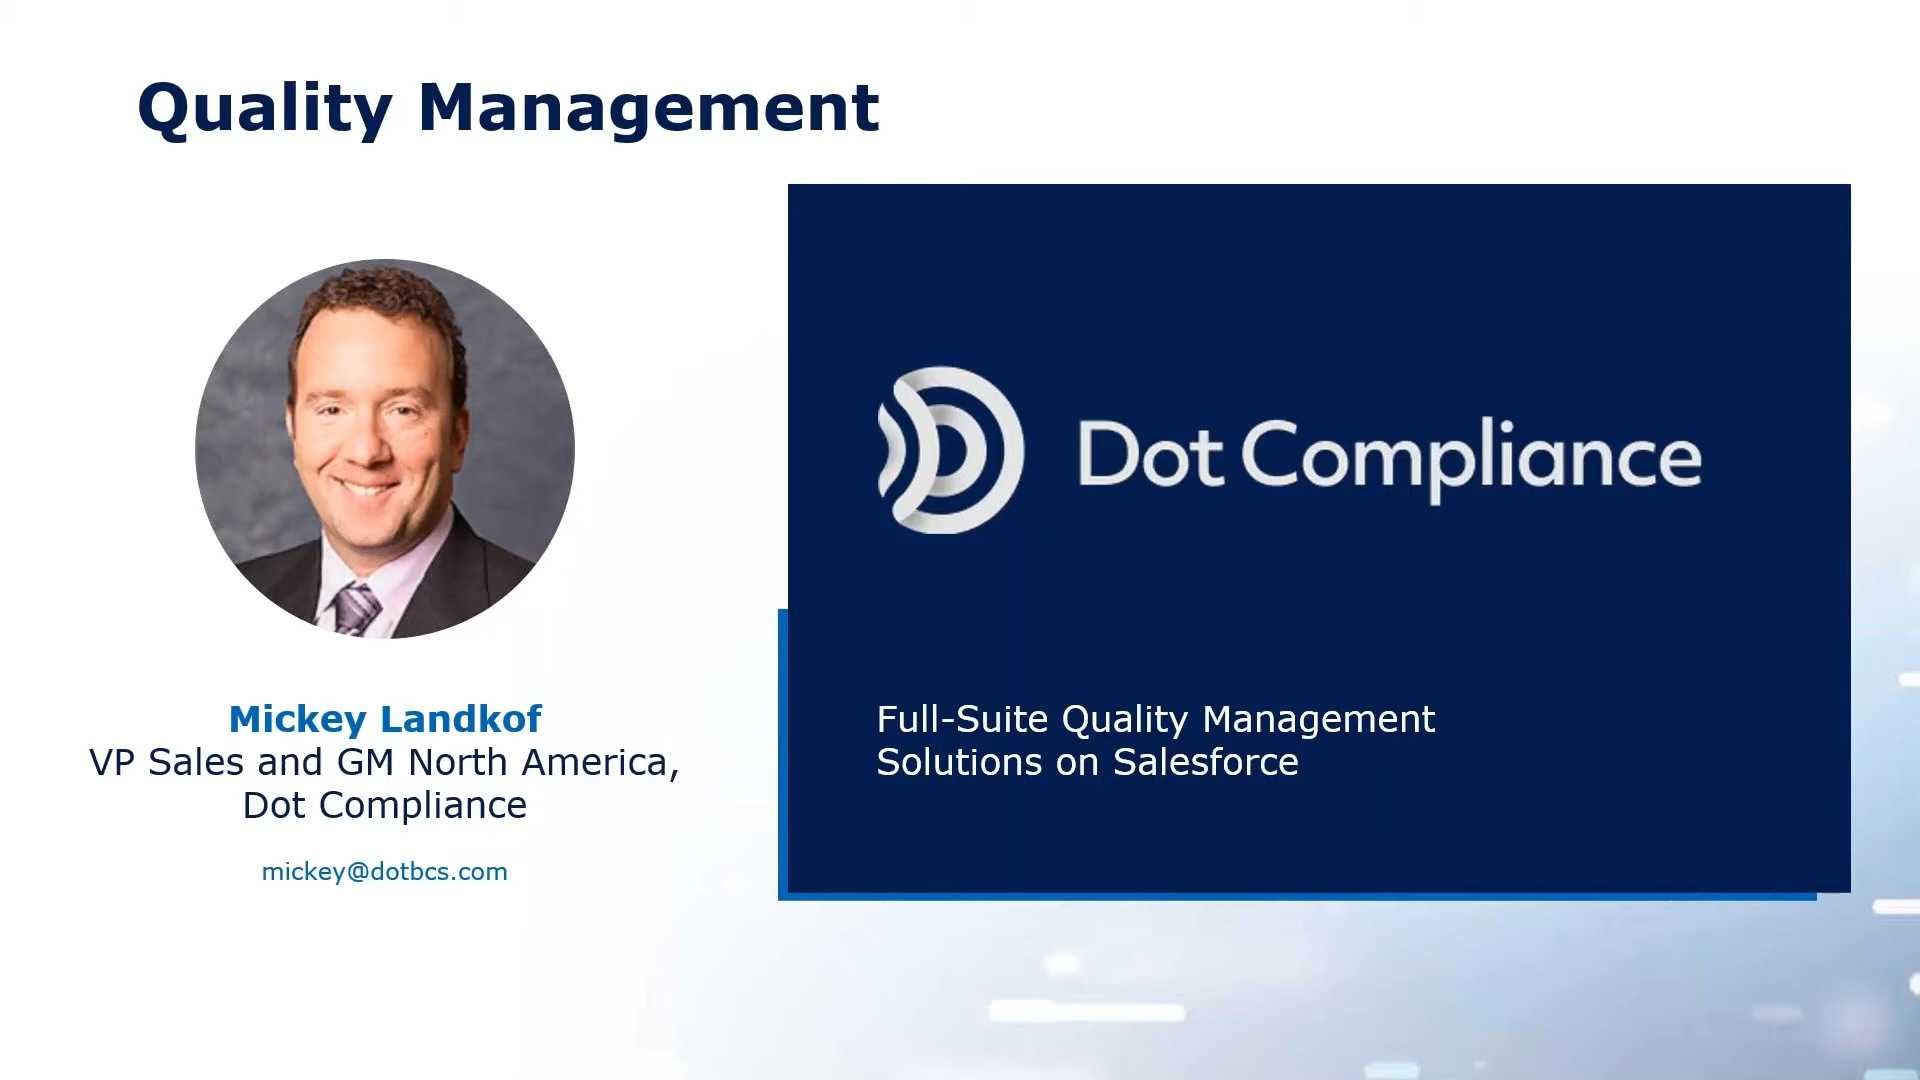 Quality Management
Dot Compliance
Mickey Landkof
VP Sales and GM North America,
Dot Compliance
mickey@dotbcs.com
Full-Suite Quality Management
Solutions on Salesforce